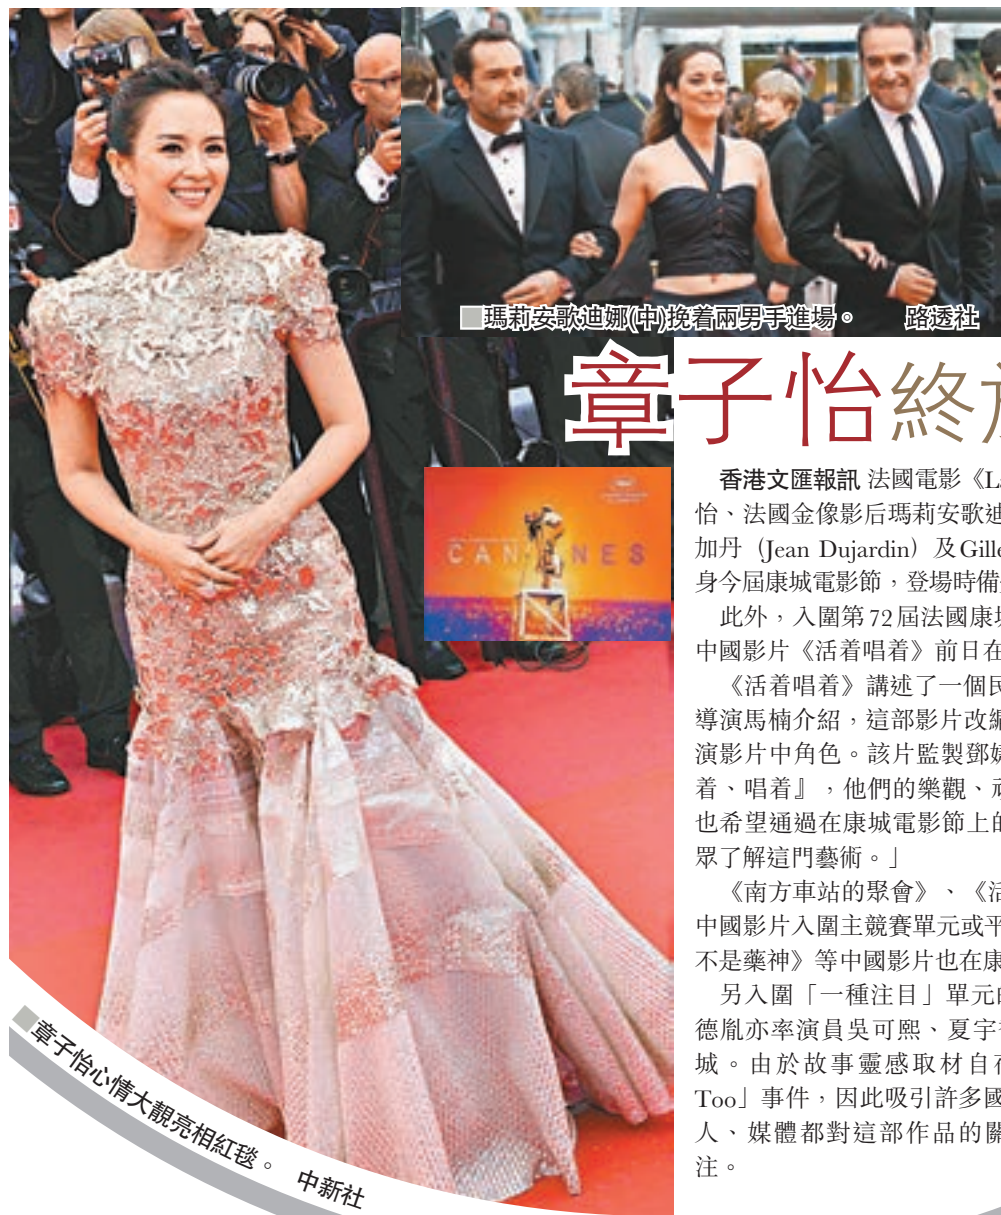 ■瑪莉安歌迪娜(中)挽着兩男手進場。 路透社
章子怡終
CANNES
香港文匯報訊 法國電影《La
怡、法國金像影后瑪莉安歌迪
加丹（Jean Dujardin）及Gille
身今屆康城電影節，登場時備
此外，入圍第72屆法國康城
中國影片《活着唱着》前日在
《活着唱着》講述了一個民
導演馬楠介紹，這部影片改編
演影片中角色。該片監製鄧婕
着、唱着』，他們的樂觀、頑
也希望通過在康城電影節上的
眾了解這門藝術。」
《南方車站的聚會》、《活
中國影片入圍主競賽單元或平
不是藥神》等中國影片也在康
另入圍「一種注目」單元的
德胤亦率演員吳可熙、夏宇
城。由於故事靈感取材自
Too」事件，因此吸引許多國
人、媒體都對這部作品的關
注。
■章子怡心情大靚亮相紅毯。 中新社